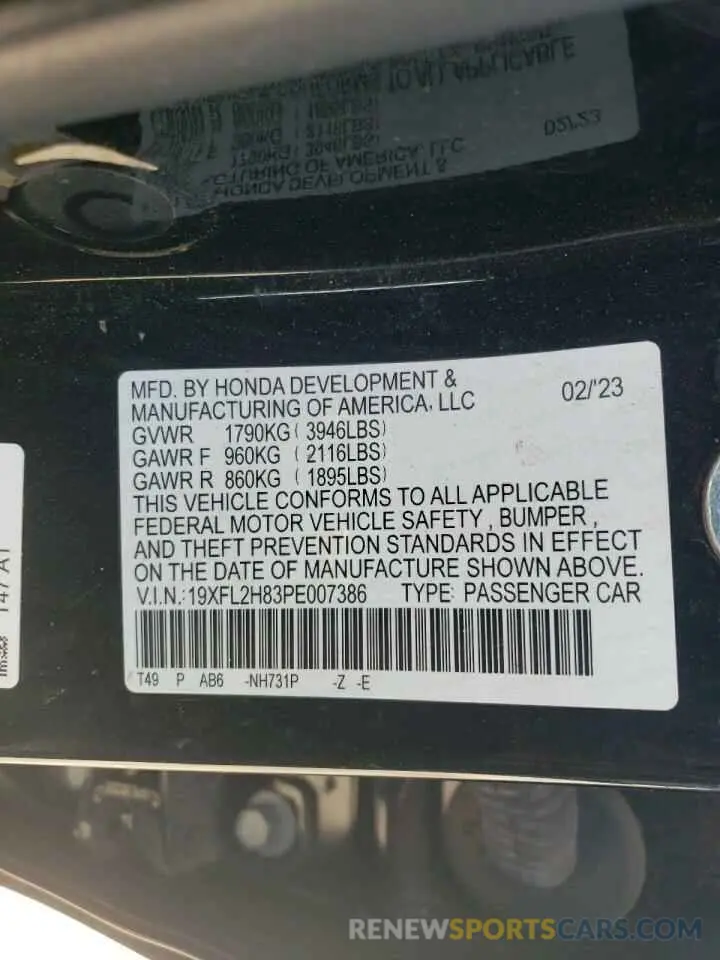 MFD. BY HONDA DEVELOPMENT &
MANUFACTURING OF AMERICA, LLC 02/'23
GVWR 1790KG ( 3946LBS)
GAWR F 960KG ( 2116LBS)
GAWR R 860KG ( 1895LBS)
THIS VEHICLE CONFORMS TO ALL APPLICABLE
FEDERAL MOTOR VEHICLE SAFETY , BUMPER ,
AND THEFT PREVENTION STANDARDS IN EFFECT
ON THE DATE OF MANUFACTURE SHOWN ABOVE.
V.I.N.:19XFL2H83PE007386 TYPE: PASSENGER CAR
T49 P AB6 -NH731P -Z -E
RENEWSPORTSCARS.COM